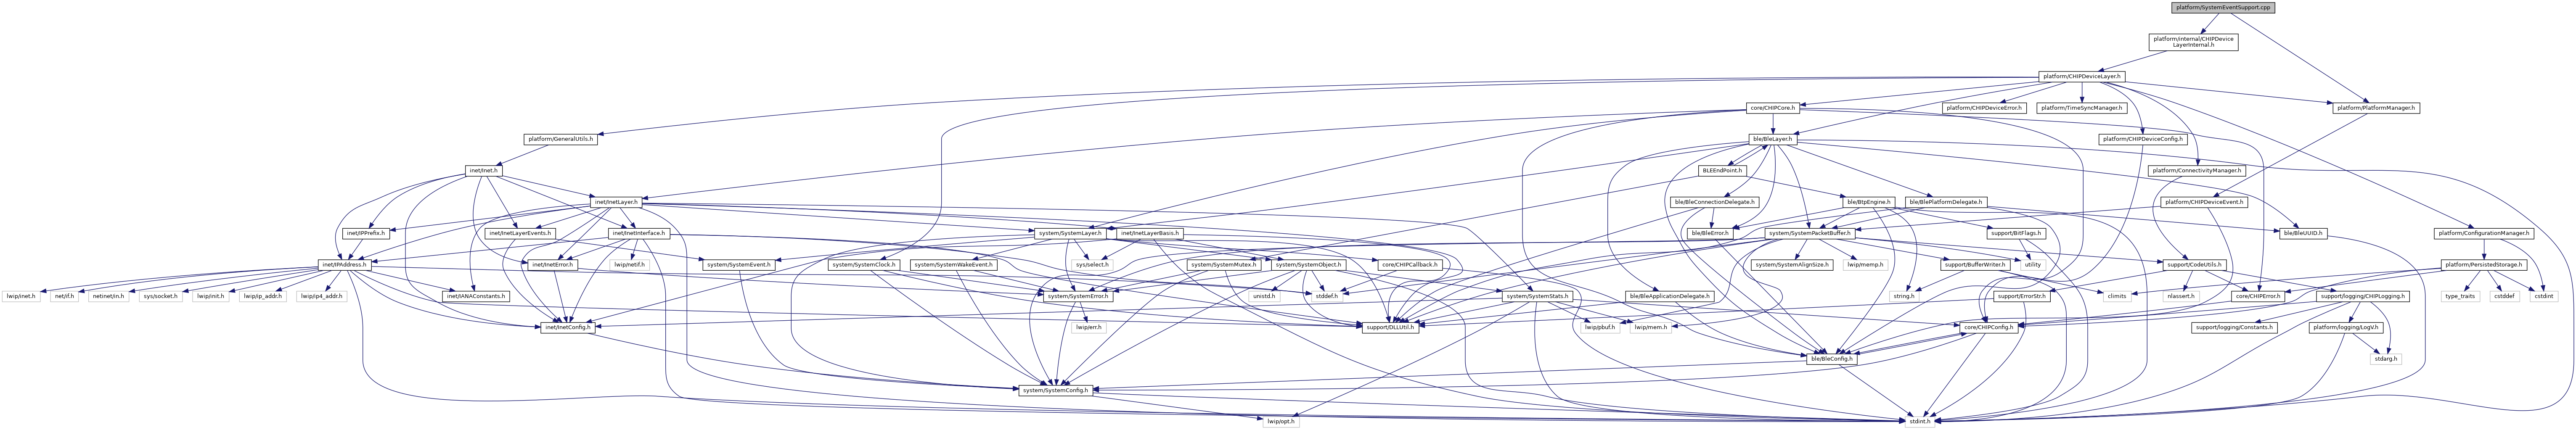 platform/SystemEventSupport.cpp
platform/internal/CHIPDevice
LayerInternal.h
platform/CHIPDeviceLayer.h
core/CHIPCore.h
platform/CHIPDeviceError.h
platform/TimeSyncManager.h
platform/PlatformManager.h
platform/GeneralUtils.h
ble/BleLayer.h
platform/CHIPDeviceConfig.h
inet/Inet.h
BLEEndPoint.h
platform/ConnectivityManager.h
inet/InetLayer.h
ble/BleConnectionDelegate.h
ble/BtpEngine.h
ble/BlePlatformDelegate.h
platform/CHIPDeviceEvent.h
inet/IPPrefix.h
inet/InetLayerEvents.h
inet/InetInterface.h
system/SystemLayer.h
inet/InetLayerBasis.h
ble/BleError.h
system/SystemPacketBuffer.h
support/BitFlags.h
ble/BleUUID.h
platform/ConfigurationManager.h
inet/IPAddress.h
inet/InetError.h
lwip/netif.h
system/SystemEvent.h
system/SystemClock.h
system/SystemWakeEvent.h
sys/select.h
system/SystemMutex.h
system/SystemObject.h
core/CHIPCallback.h
system/SystemAlignSize.h
lwip/memp.h
support/BufferWriter.h
utility
support/CodeUtils.h
platform/PersistedStorage.h
lwip/inet.h
net/if.h
netinet/in.h
sys/socket.h
lwip/init.h
lwip/ip_addr.h
lwip/ip4_addr.h
inet/IANAConstants.h
system/SystemError.h
unistd.h
stddef.h
system/SystemStats.h
ble/BleApplicationDelegate.h
string.h
support/ErrorStr.h
climits
nlassert.h
core/CHIPError.h
support/logging/CHIPLogging.h
type_traits
cstddef
cstdint
inet/InetConfig.h
lwip/err.h
support/DLLUtil.h
lwip/pbuf.h
lwip/mem.h
core/CHIPConfig.h
support/logging/Constants.h
platform/logging/LogV.h
ble/BleConfig.h
stdarg.h
system/SystemConfig.h
lwip/opt.h
stdint.h